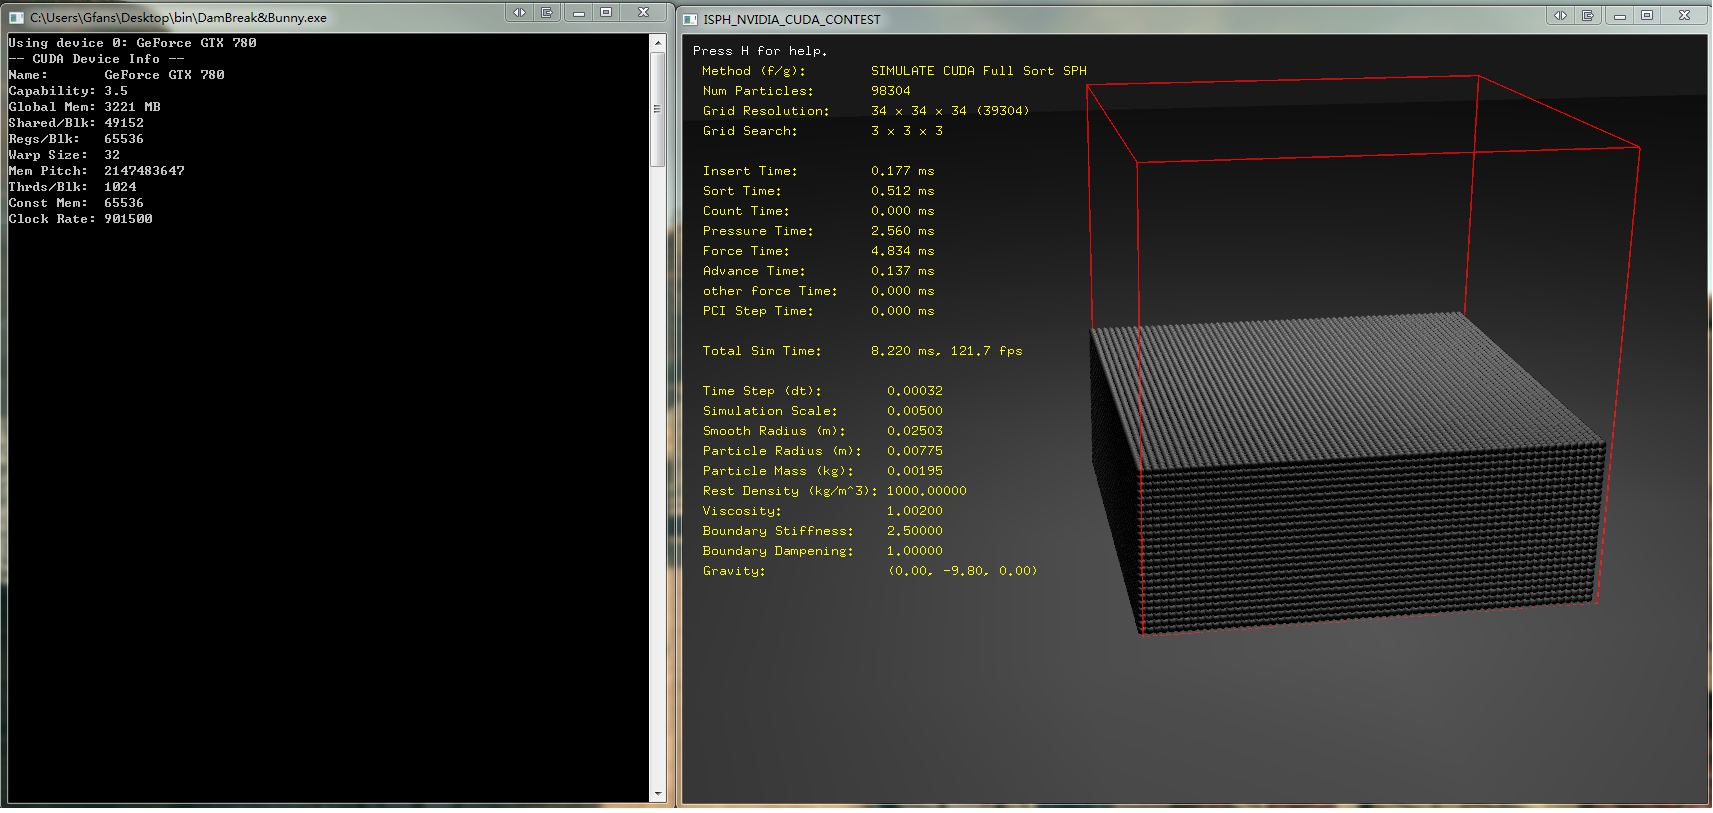 C:\Users\Gfans\Desktop\bin\DamBreak&Bunny.exe
Using device 0: GeForce GTX 780
-- CUDA Device Info --
Name:       GeForce GTX 780
Capability: 3.5
Global Mem: 3221 MB
Shared/Blk: 49152
Regs/Blk:   65536
Warp Size:  32
Mem Pitch:  2147483647
Thrds/Blk:  1024
Const Mem:  65536
Clock Rate: 901500
ISPH_NVIDIA_CUDA_CONTEST
Press H for help.
Method (f/g): SIMULATE CUDA Full Sort SPH
Num Particles: 98304
Grid Resolution: 34 x 34 x 34 (39304)
Grid Search: 3 x 3 x 3
Insert Time: 0.177 ms
Sort Time: 0.512 ms
Count Time: 0.000 ms
Pressure Time: 2.560 ms
Force Time: 4.834 ms
Advance Time: 0.137 ms
other force Time: 0.000 ms
PCI Step Time: 0.000 ms
Total Sim Time: 8.220 ms, 121.7 fps
Time Step (dt): 0.00032
Simulation Scale: 0.00500
Smooth Radius (m): 0.02503
Particle Radius (m): 0.00775
Particle Mass (kg): 0.00195
Rest Density (kg/m^3): 1000.00000
Viscosity: 1.00200
Boundary Stiffness: 2.50000
Boundary Dampening: 1.00000
Gravity: (0.00, -9.80, 0.00)